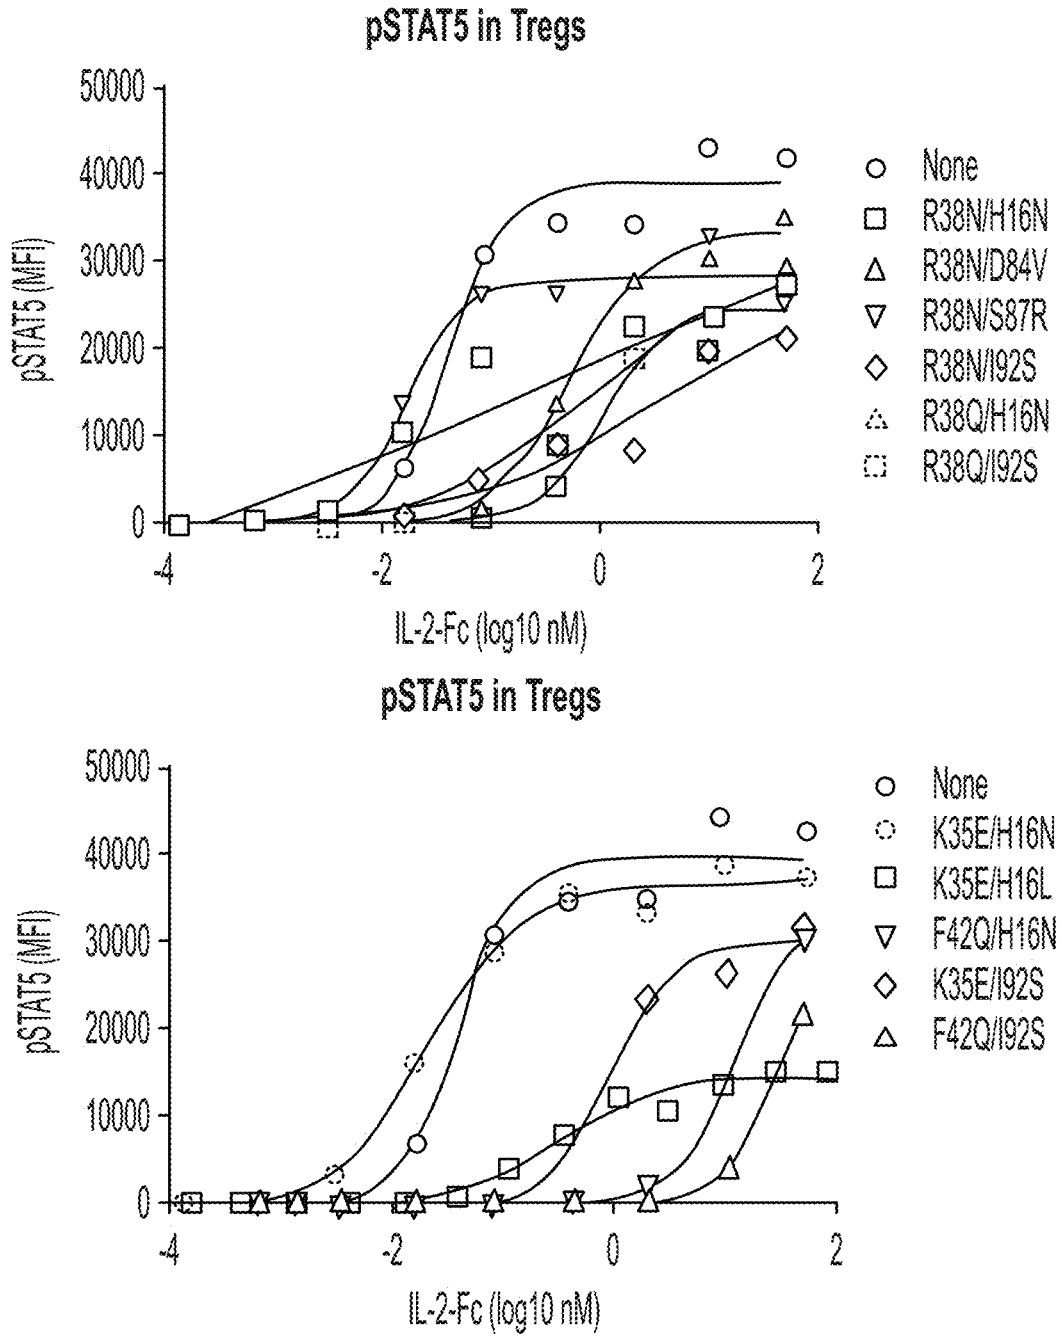 pSTAT5 in Tregs
50000
40000
30000
20000
10000
0
pSTAT5 (MFI)
-4 -2 0 2
IL-2-Fc (log10 nM)
None
R38N/H16N
R38N/D84V
R38N/S87R
R38N/I92S
R38Q/H16N
R38Q/I92S
pSTAT5 in Tregs
50000
40000
30000
20000
10000
0
pSTAT5 (MFI)
-4 -2 0 2
IL-2-Fc (log10 nM)
None
K35E/H16N
K35E/H16L
F42Q/H16N
K35E/I92S
F42Q/I92S